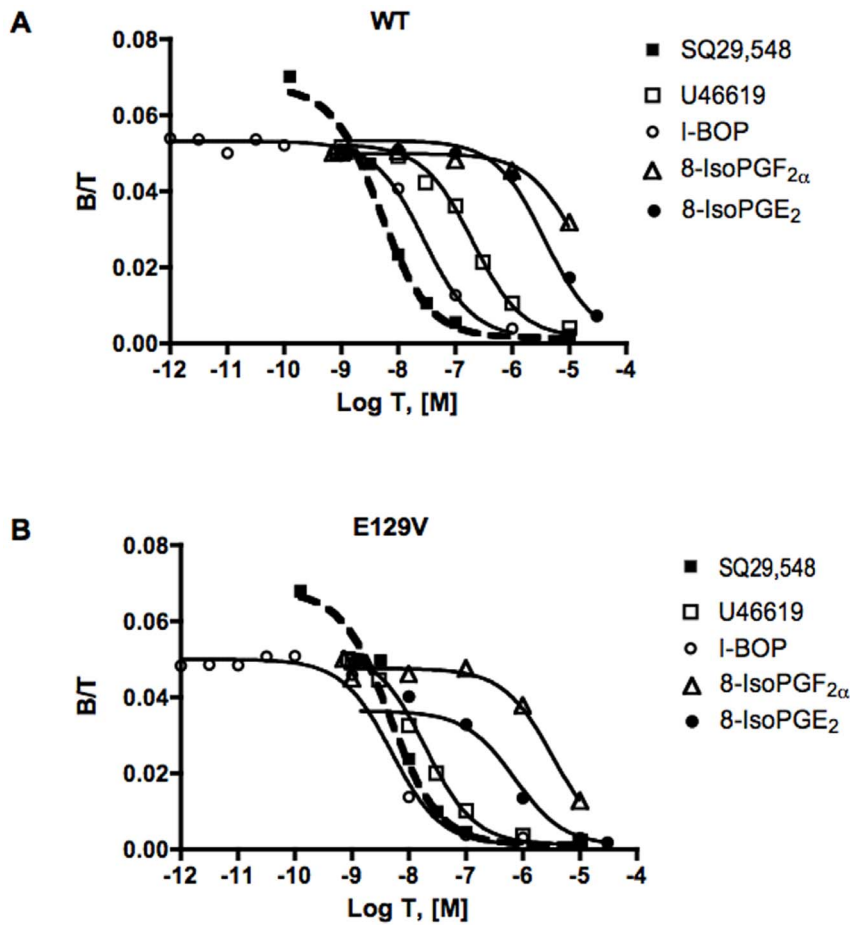 A
WT
0.08
0.06
0.04
0.02
0.00
B/T
-12 -11 -10 -9 -8 -7 -6 -5 -4
Log T, [M]
SQ29,548
U46619
I-BOP
8-IsoPGF2α
8-IsoPGE2
B
E129V
0.08
0.06
0.04
0.02
0.00
B/T
-12 -11 -10 -9 -8 -7 -6 -5 -4
Log T, [M]
SQ29,548
U46619
I-BOP
8-IsoPGF2α
8-IsoPGE2